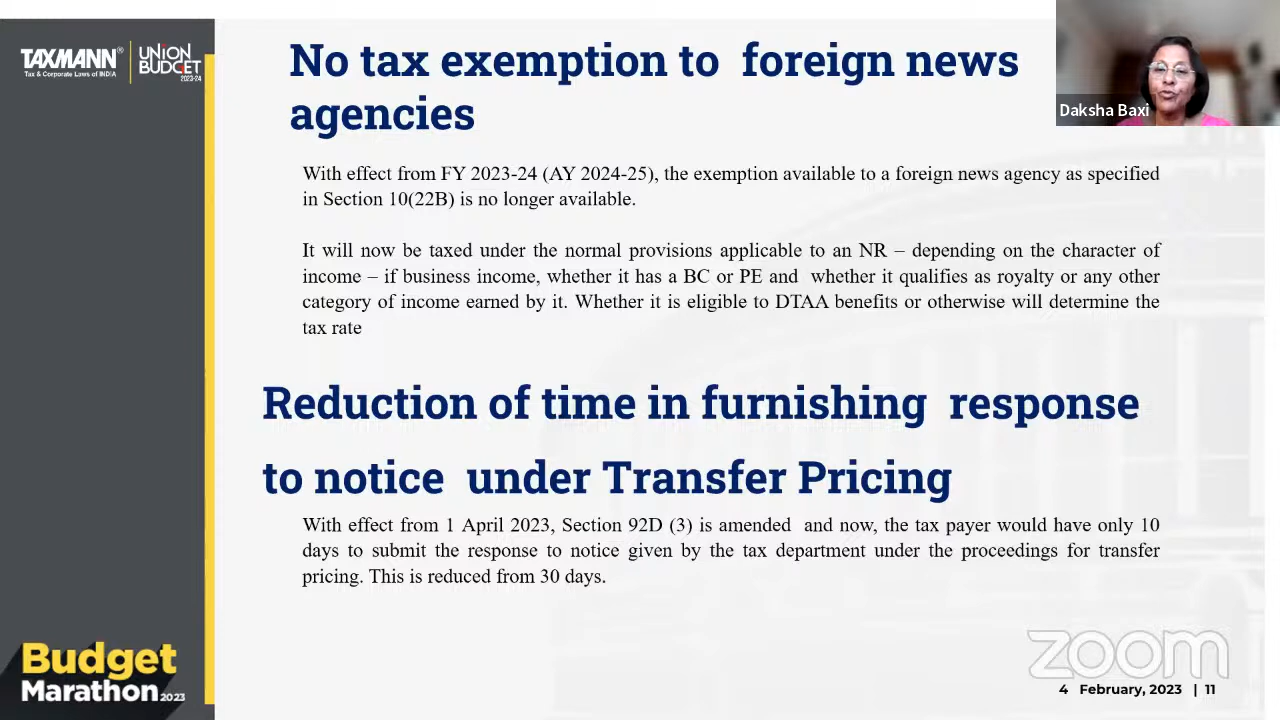 TAXMANN®
Tax & Corporate Laws of INDIA
UNION
BUDGET
2023-24
No tax exemption to foreign news
agencies
Daksha Baxi
With effect from FY 2023-24 (AY 2024-25), the exemption available to a foreign news agency as specified
in Section 10(22B) is no longer available.
It will now be taxed under the normal provisions applicable to an NR – depending on the character of
income – if business income, whether it has a BC or PE and whether it qualifies as royalty or any other
category of income earned by it. Whether it is eligible to DTAA benefits or otherwise will determine the
tax rate
Reduction of time in furnishing response
to notice under Transfer Pricing
With effect from 1 April 2023, Section 92D (3) is amended and now, the tax payer would have only 10
days to submit the response to notice given by the tax department under the proceedings for transfer
pricing. This is reduced from 30 days.
Budget
Marathon 2023
zoom
4 February, 2023 | 11